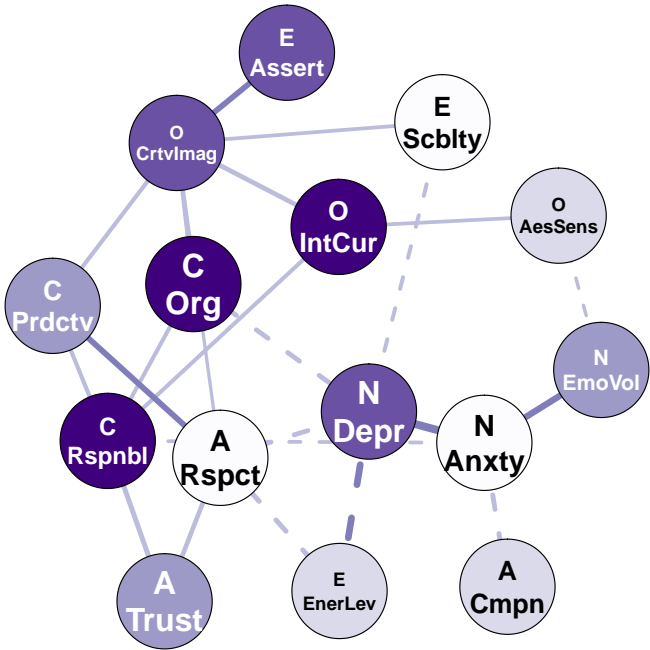 E
Assert
E
Scblty
O
CrtvImag
O
IntCur
O
AesSens
C
Org
C
Prdctv
N
EmoVol
N
Depr
N
Anxty
C
Rspnbl
A
Rspct
E
EnerLev
A
Cmpn
A
Trust